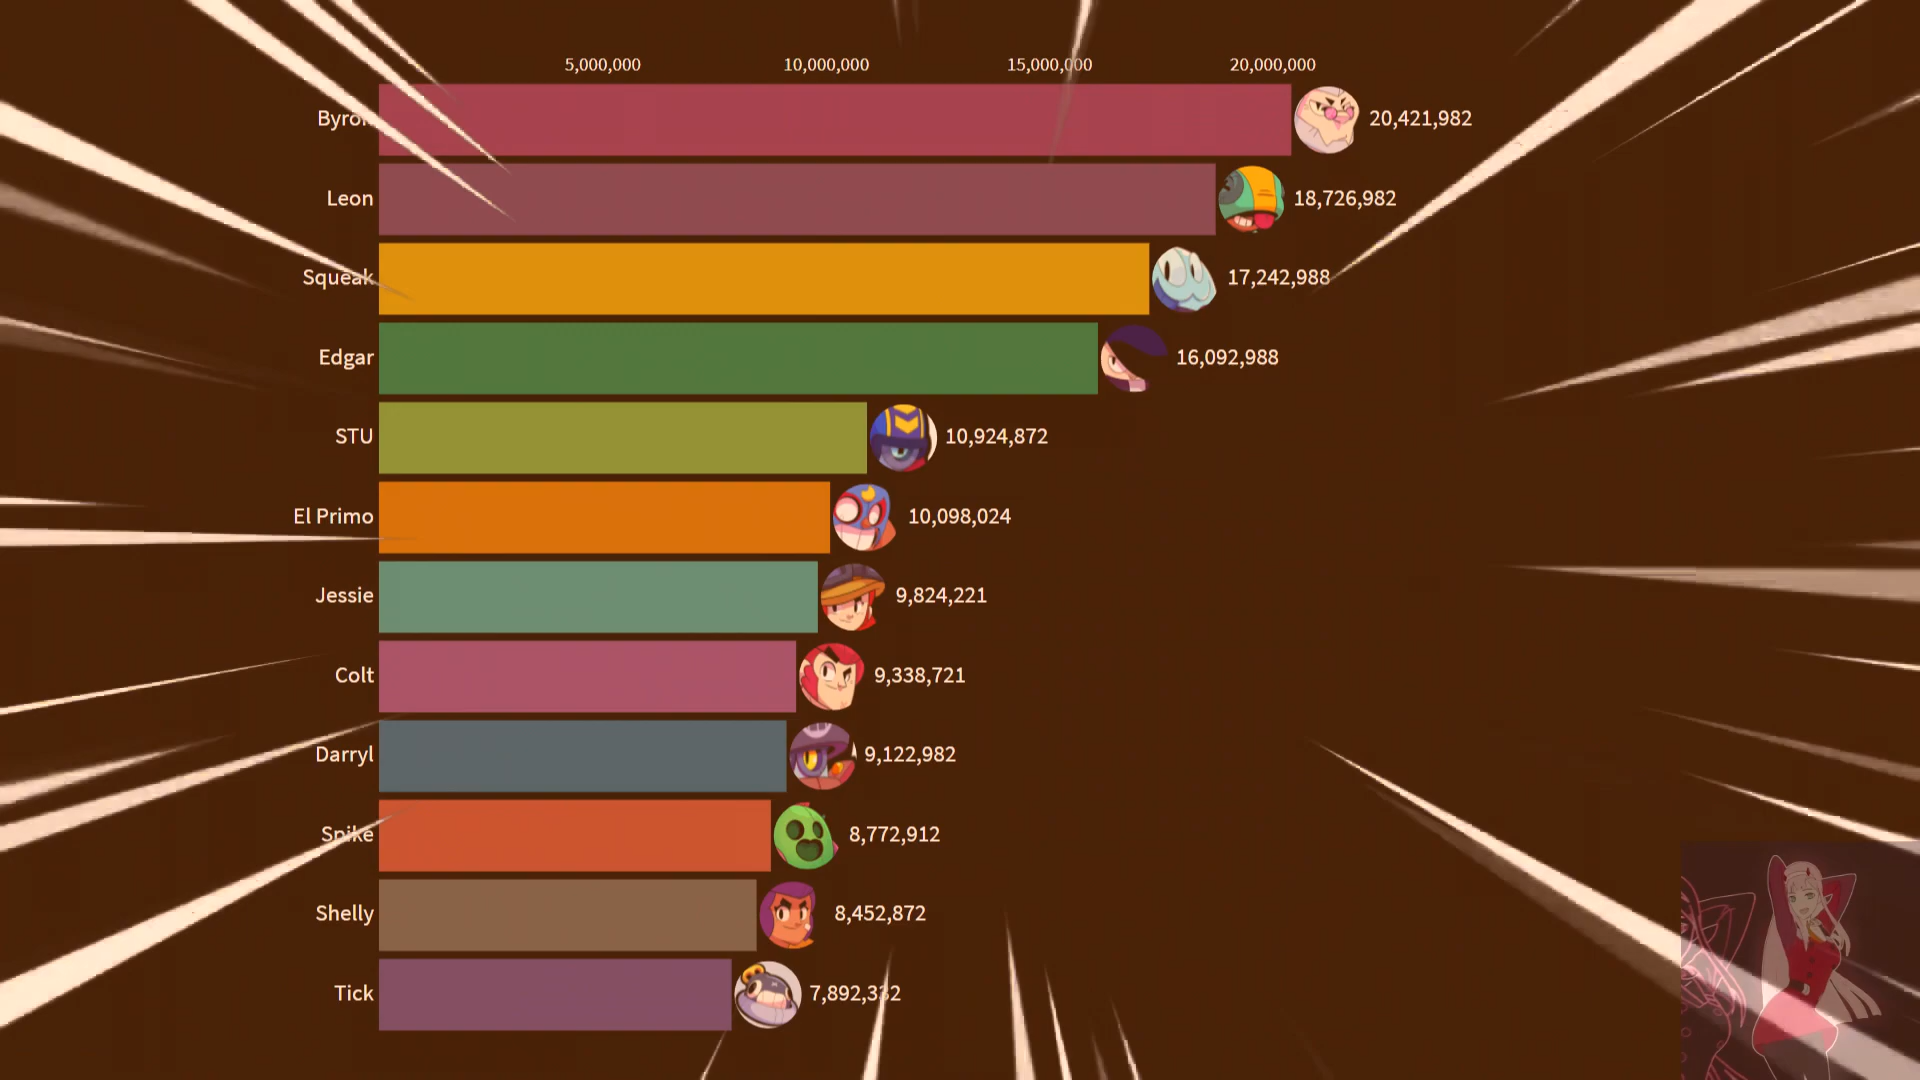 5,000,000 10,000,000 15,000,000 20,000,000
Byron 20,421,982
Leon 18,726,982
Squeak 17,242,988
Edgar 16,092,988
STU 10,924,872
El Primo 10,098,024
Jessie 9,824,221
Colt 9,338,721
Darryl 9,122,982
Spike 8,772,912
Shelly 8,452,872
Tick 7,892,332